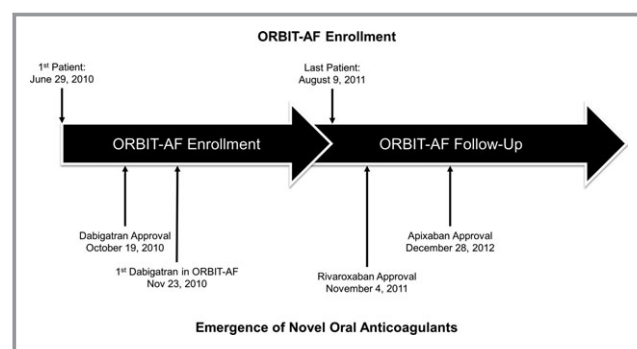 ORBIT-AF Enrollment
1st Patient:
June 29, 2010
Last Patient:
August 9, 2011
ORBIT-AF Enrollment
ORBIT-AF Follow-Up
Dabigatran Approval
October 19, 2010
1st Dabigatran in ORBIT-AF
Nov 23, 2010
Rivaroxaban Approval
November 4, 2011
Apixaban Approval
December 28, 2012
Emergence of Novel Oral Anticoagulants